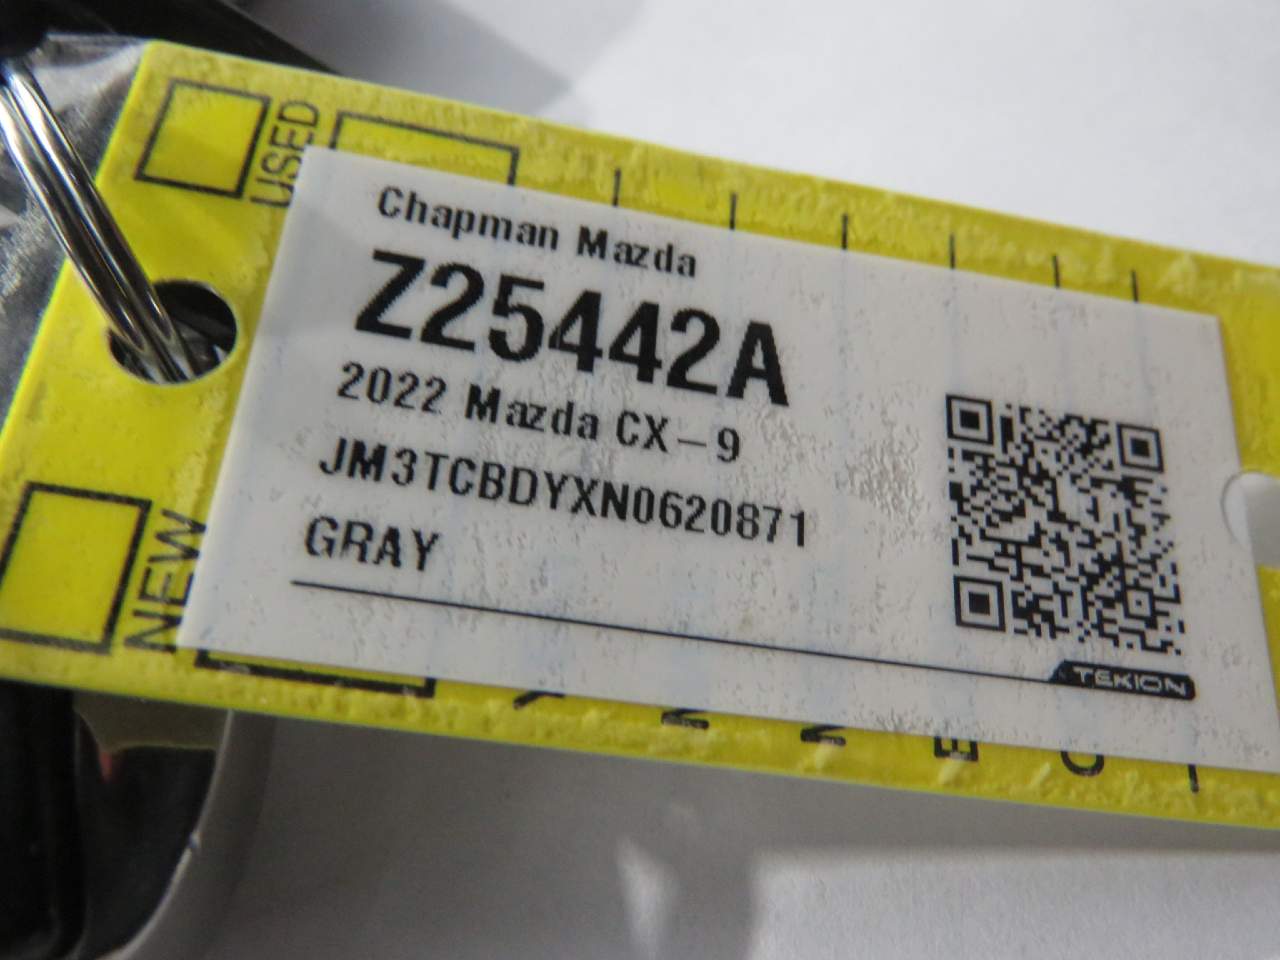 USED
Chapman Mazda
Z25442A
2022 Mazda CX-9
JM3TCBDYXN0620871
GRAY
NEW
TEKION